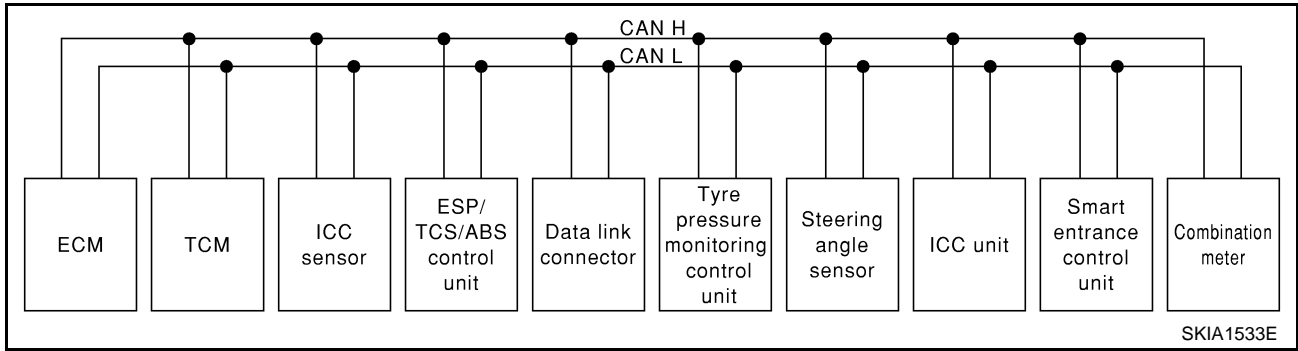 CAN H
CAN L
ECM
TCM
ICC
sensor
ESP/
TCS/ABS
control
unit
Data link
connector
Tyre
pressure
monitoring
control
unit
Steering
angle
sensor
ICC unit
Smart
entrance
control
unit
Combination
meter
SKIA1533E